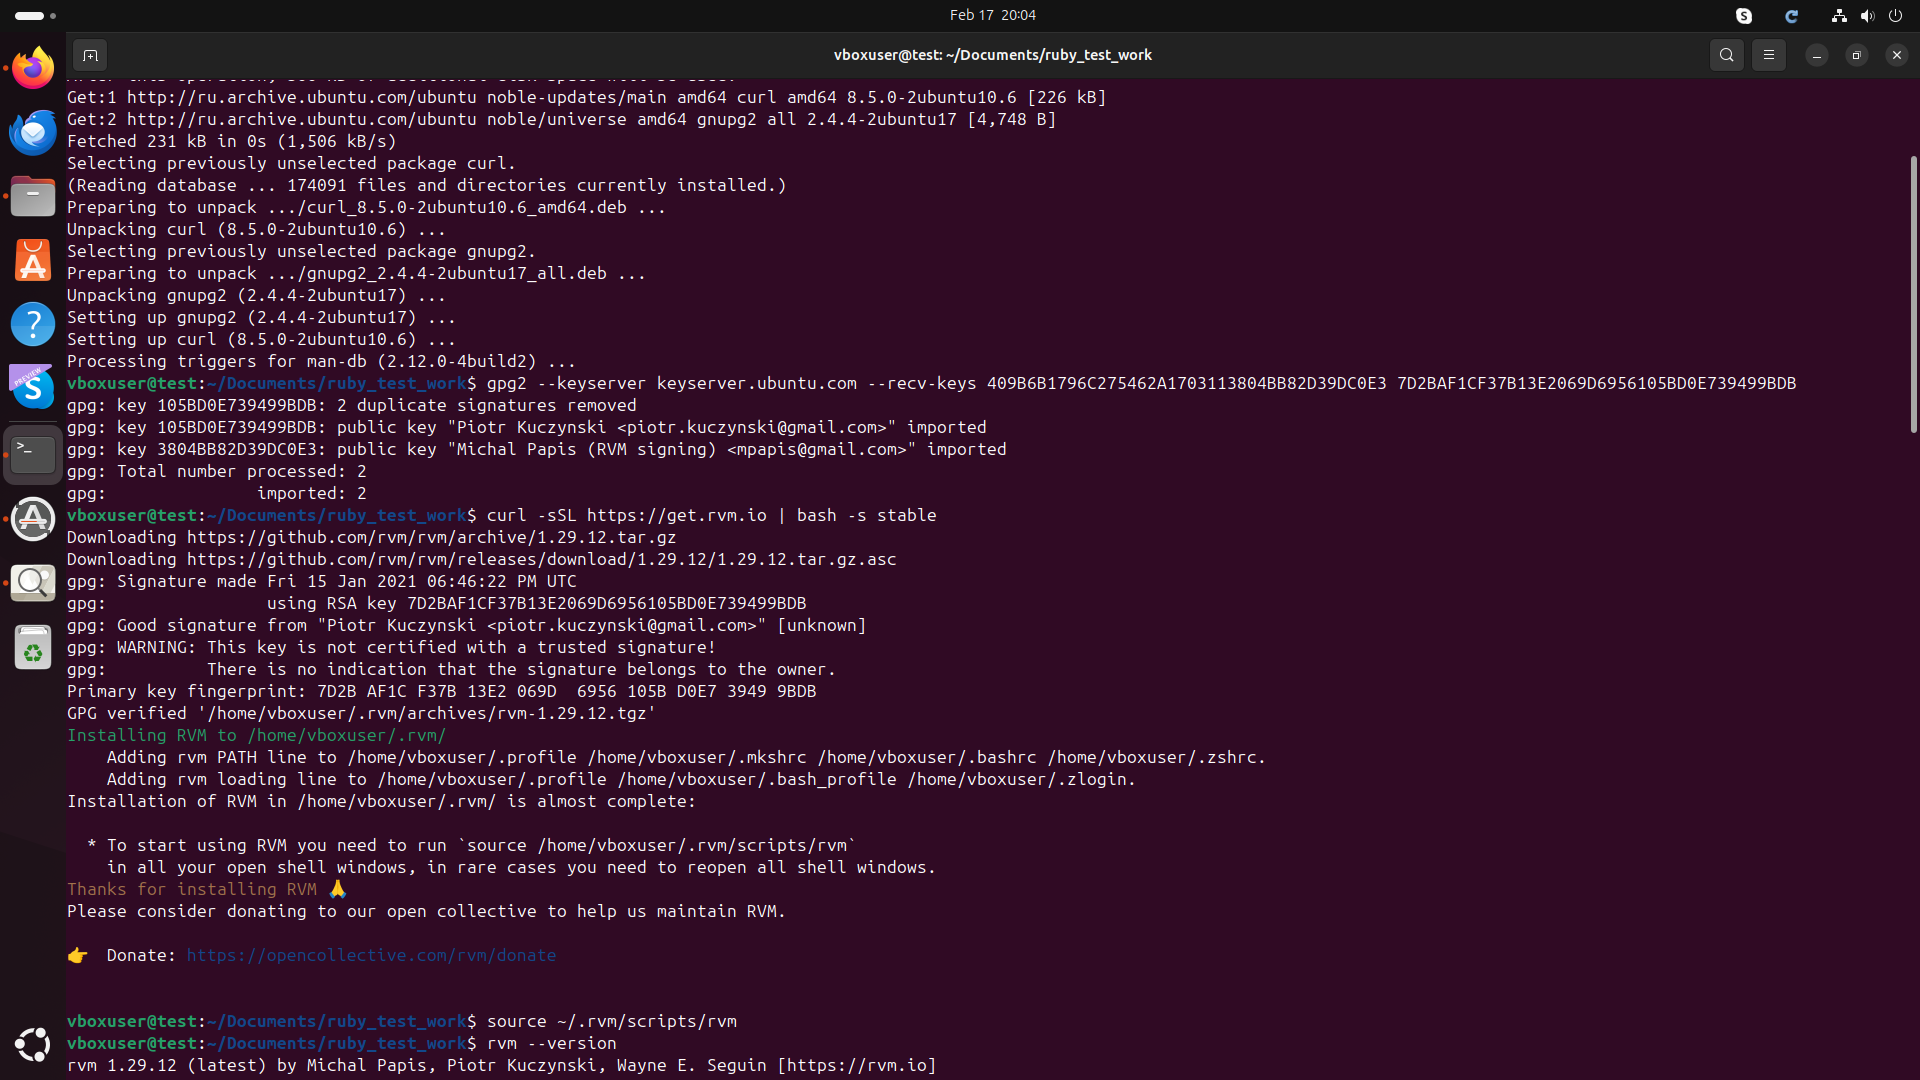 Feb 17 20:04
vboxuser@test: ~/Documents/ruby_test_work
Get:1 http://ru.archive.ubuntu.com/ubuntu noble-updates/main amd64 curl amd64 8.5.0-2ubuntu10.6 [226 kB]
Get:2 http://ru.archive.ubuntu.com/ubuntu noble/universe amd64 gnupg2 all 2.4.4-2ubuntu17 [4,748 B]
Fetched 231 kB in 0s (1,506 kB/s)
Selecting previously unselected package curl.
(Reading database ... 174091 files and directories currently installed.)
Preparing to unpack .../curl_8.5.0-2ubuntu10.6_amd64.deb ...
Unpacking curl (8.5.0-2ubuntu10.6) ...
Selecting previously unselected package gnupg2.
Preparing to unpack .../gnupg2_2.4.4-2ubuntu17_all.deb ...
Unpacking gnupg2 (2.4.4-2ubuntu17) ...
Setting up gnupg2 (2.4.4-2ubuntu17) ...
Setting up curl (8.5.0-2ubuntu10.6) ...
Processing triggers for man-db (2.12.0-4build2) ...
vboxuser@test:~/Documents/ruby_test_work$ gpg2 --keyserver keyserver.ubuntu.com --recv-keys 409B6B1796C275462A1703113804BB82D39DC0E3 7D2BAF1CF37B13E2069D6956105BD0E739499BDB
gpg: key 105BD0E739499BDB: 2 duplicate signatures removed
gpg: key 105BD0E739499BDB: public key "Piotr Kuczynski <piotr.kuczynski@gmail.com>" imported
gpg: key 3804BB82D39DC0E3: public key "Michal Papis (RVM signing) <mpapis@gmail.com>" imported
gpg: Total number processed: 2
gpg:               imported: 2
vboxuser@test:~/Documents/ruby_test_work$ curl -sSL https://get.rvm.io | bash -s stable
Downloading https://github.com/rvm/rvm/archive/1.29.12.tar.gz
Downloading https://github.com/rvm/rvm/releases/download/1.29.12/1.29.12.tar.gz.asc
gpg: Signature made Fri 15 Jan 2021 06:46:22 PM UTC
gpg:                using RSA key 7D2BAF1CF37B13E2069D6956105BD0E739499BDB
gpg: Good signature from "Piotr Kuczynski <piotr.kuczynski@gmail.com>" [unknown]
gpg: WARNING: This key is not certified with a trusted signature!
gpg:          There is no indication that the signature belongs to the owner.
Primary key fingerprint: 7D2B AF1C F37B 13E2 069D  6956 105B D0E7 3949 9BDB
GPG verified '/home/vboxuser/.rvm/archives/rvm-1.29.12.tgz'
Installing RVM to /home/vboxuser/.rvm/
    Adding rvm PATH line to /home/vboxuser/.profile /home/vboxuser/.mkshrc /home/vboxuser/.bashrc /home/vboxuser/.zshrc.
    Adding rvm loading line to /home/vboxuser/.profile /home/vboxuser/.bash_profile /home/vboxuser/.zlogin.
Installation of RVM in /home/vboxuser/.rvm/ is almost complete:
  * To start using RVM you need to run `source /home/vboxuser/.rvm/scripts/rvm`
    in all your open shell windows, in rare cases you need to reopen all shell windows.
Thanks for installing RVM 🙏
Please consider donating to our open collective to help us maintain RVM.
👉  Donate: https://opencollective.com/rvm/donate
vboxuser@test:~/Documents/ruby_test_work$ source ~/.rvm/scripts/rvm
vboxuser@test:~/Documents/ruby_test_work$ rvm --version
rvm 1.29.12 (latest) by Michal Papis, Piotr Kuczynski, Wayne E. Seguin [https://rvm.io]
PREVIEW